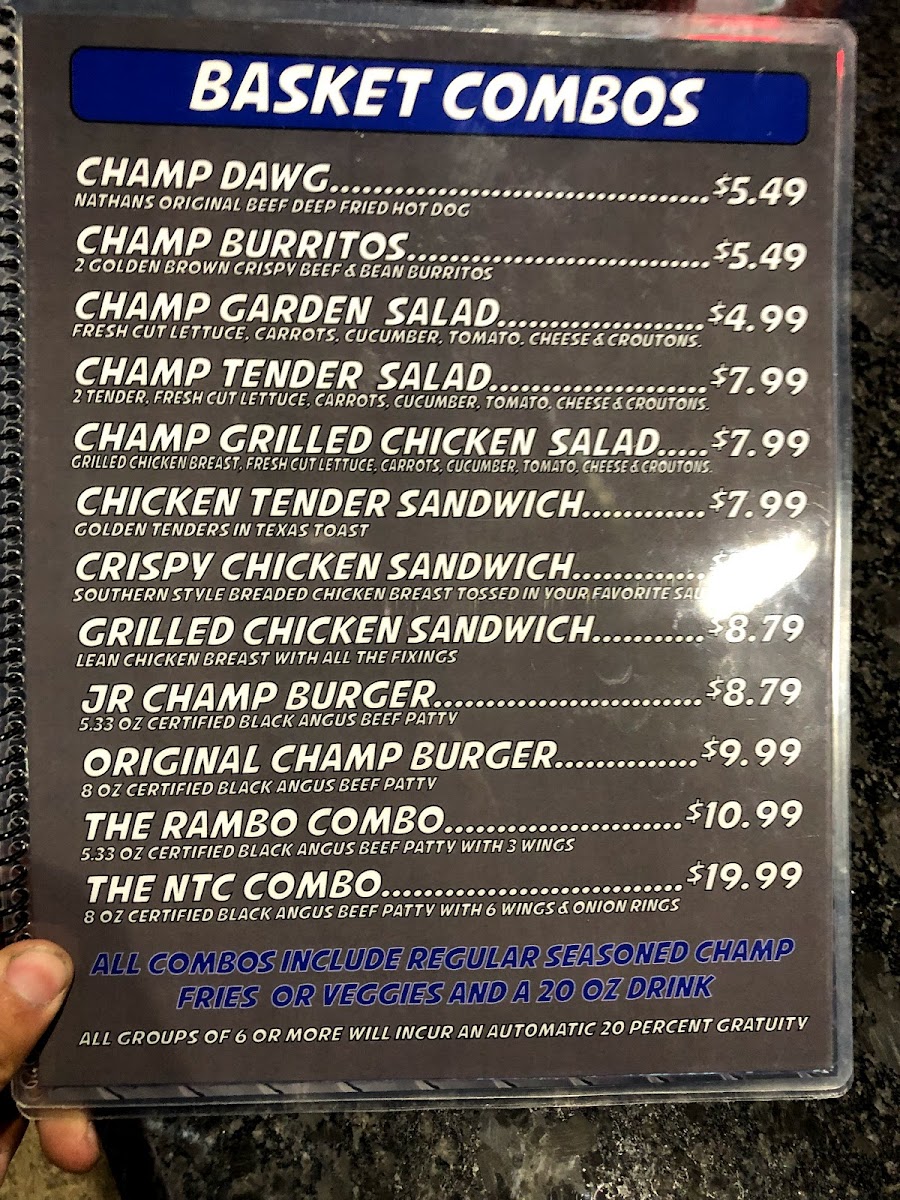 BASKET COMBOS
CHAMP DAWG....................................................................$5.49
NATHANS ORIGINAL BEEF DEEP FRIED HOT DOG
CHAMP BURRITOS.......................................................$5.49
2 GOLDEN BROWN CRISPY BEEF & BEAN BURRITOS
CHAMP GARDEN SALAD.....................................$4.99
FRESH CUT LETTUCE, CARROTS, CUCUMBER, TOMATO, CHEESE & CROUTONS.
CHAMP TENDER SALAD.......................................$7.99
2 TENDER, FRESH CUT LETTUCE, CARROTS, CUCUMBER, TOMATO, CHEESE & CROUTONS.
CHAMP GRILLED CHICKEN SALAD.....$7.99
GRILLED CHICKEN BREAST, FRESH CUT LETTUCE, CARROTS, CUCUMBER, TOMATO, CHEESE & CROUTONS.
CHICKEN TENDER SANDWICH............$7.99
GOLDEN TENDERS IN TEXAS TOAST
CRISPY CHICKEN SANDWICH.............
SOUTHERN STYLE BREADED CHICKEN BREAST TOSSED IN YOUR FAVORITE
GRILLED CHICKEN SANDWICH...........$8.79
LEAN CHICKEN BREAST WITH ALL THE FIXINGS
JR CHAMP BURGER..........................................$8.79
5.33 OZ CERTIFIED BLACK ANGUS BEEF PATTY
ORIGINAL CHAMP BURGER..............$9.99
8 OZ CERTIFIED BLACK ANGUS BEEF PATTY
THE RAMBO COMBO........................$10.99
5.33 OZ CERTIFIED BLACK ANGUS BEEF PATTY WITH 3 WINGS
THE NTC COMBO...............................$19.99
8 OZ CERTIFIED BLACK ANGUS BEEF PATTY WITH 6 WINGS & ONION RINGS
ALL COMBOS INCLUDE REGULAR SEASONED CHAMP
FRIES OR VEGGIES AND A 20 OZ DRINK
ALL GROUPS OF 6 OR MORE WILL INCUR AN AUTOMATIC 20 PERCENT GRATUITY